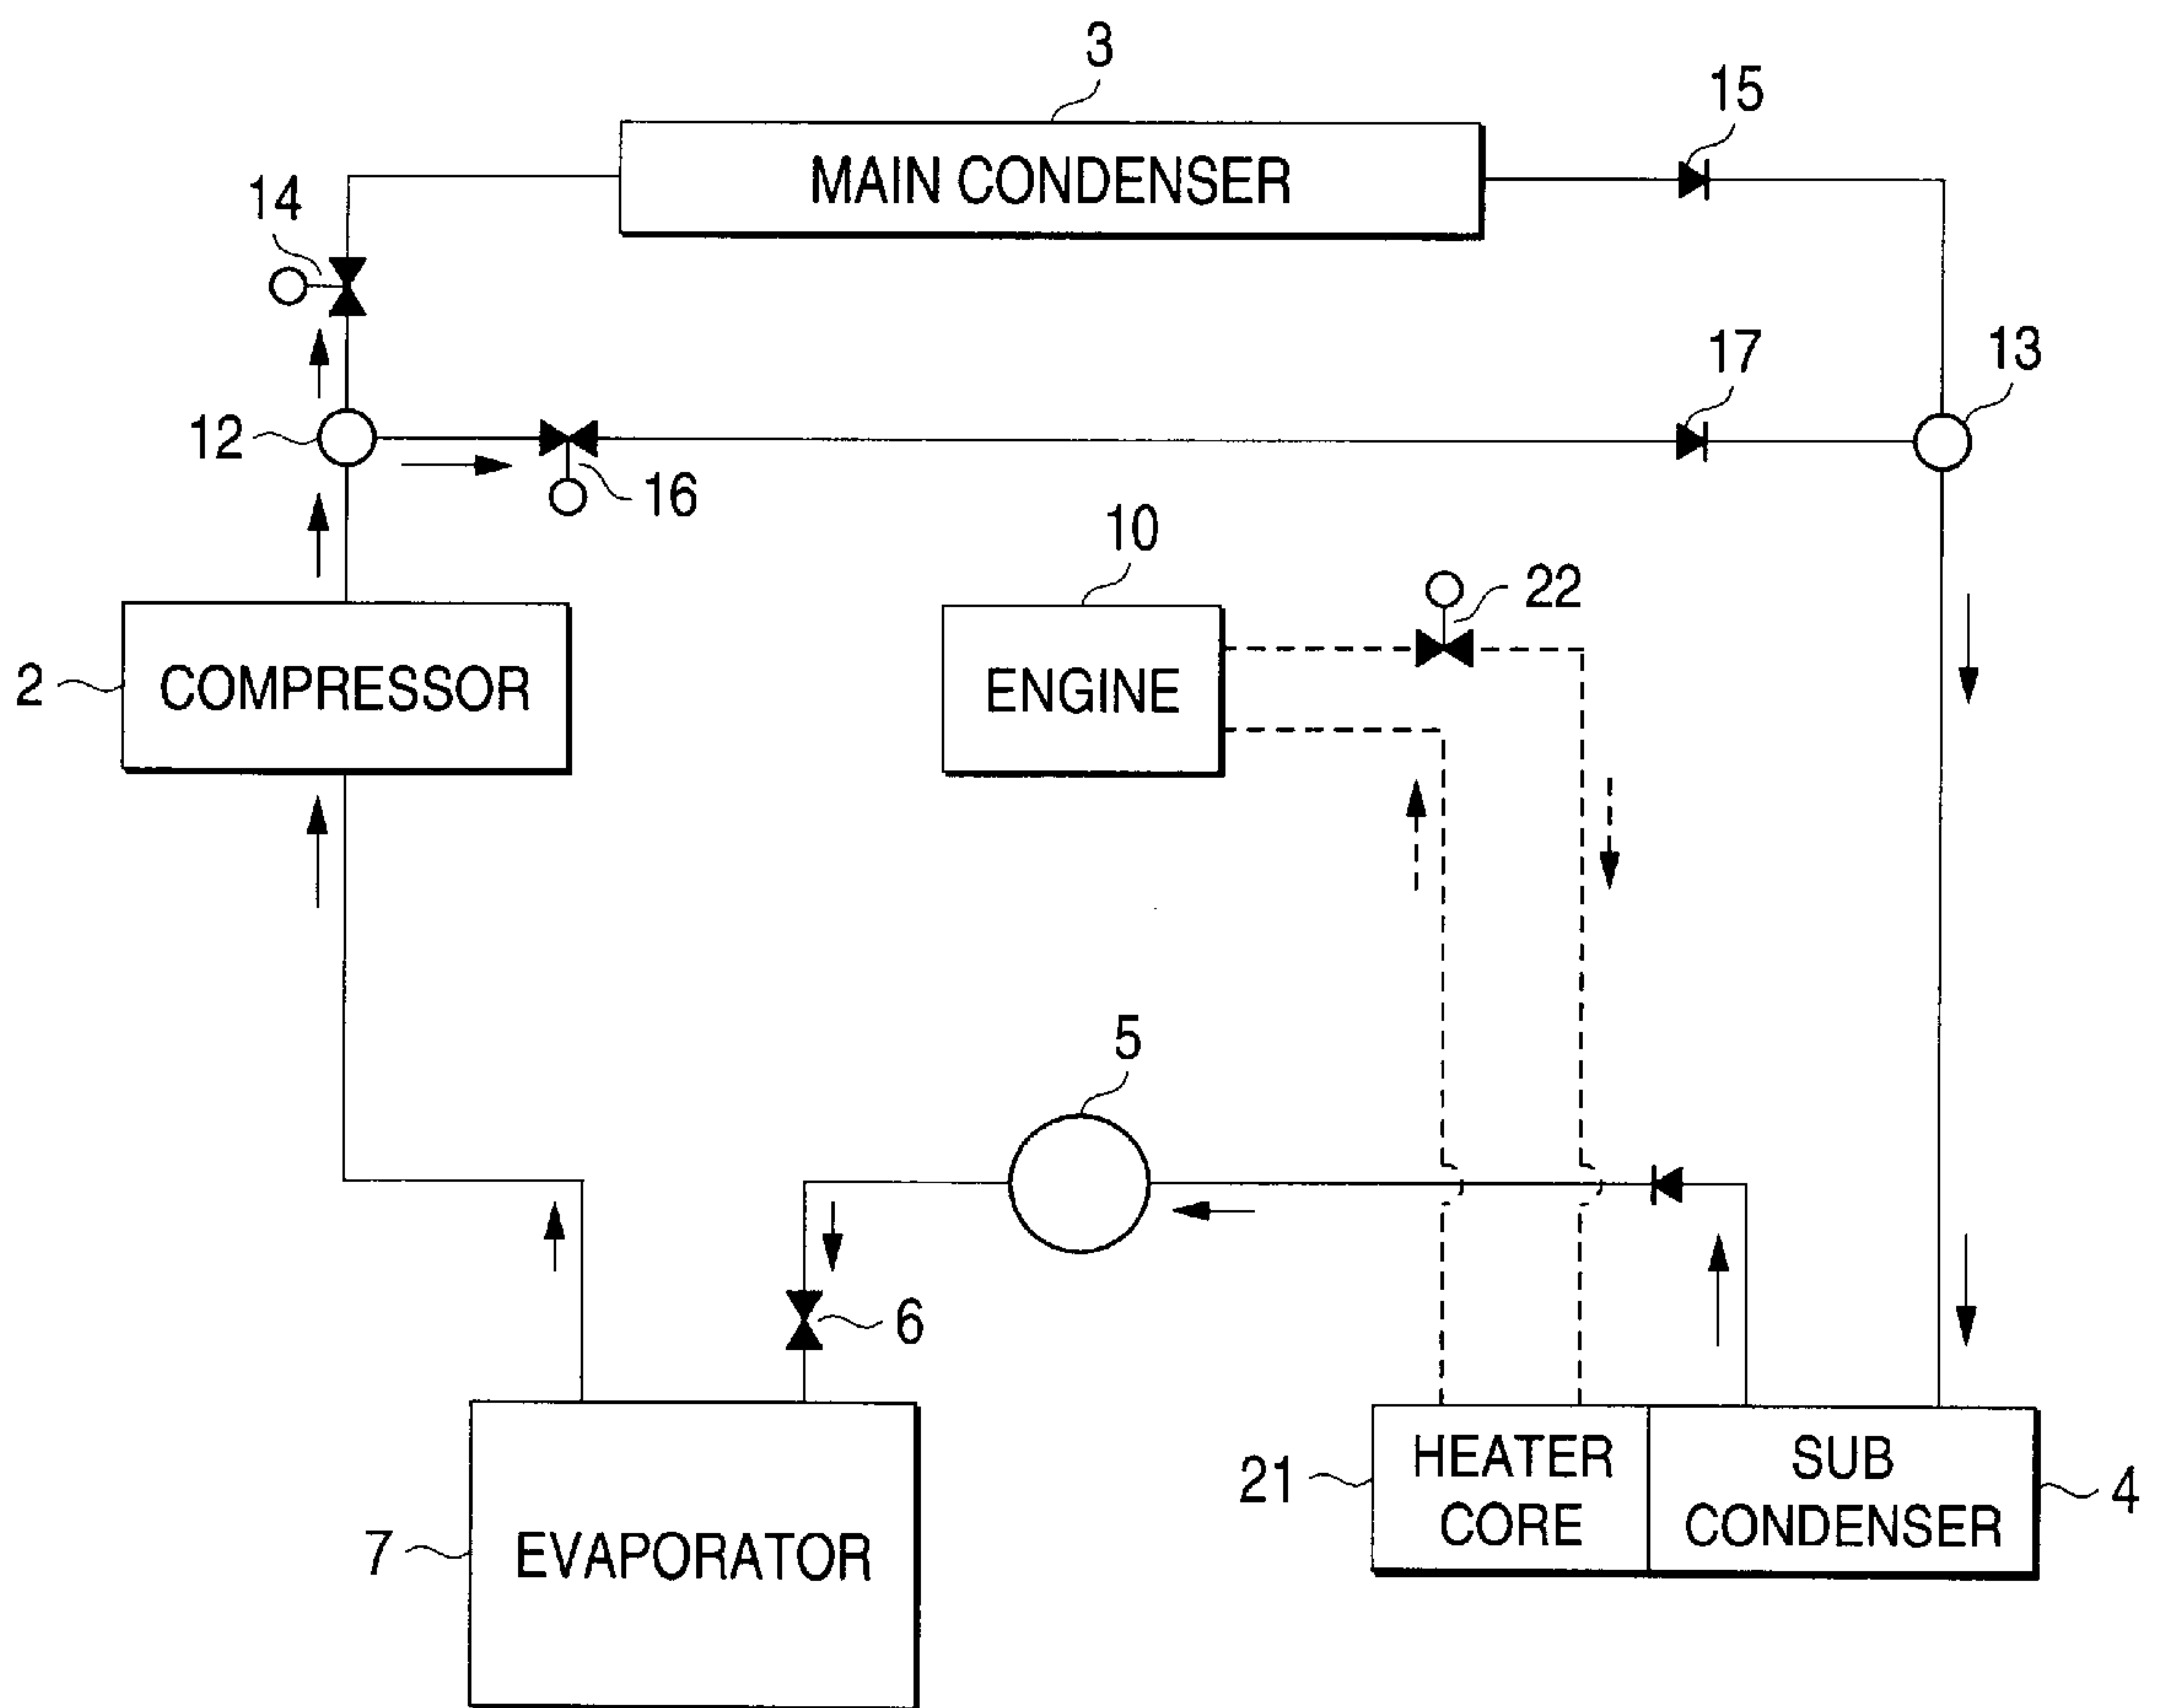 3
15
MAIN CONDENSER
14
17
13
12
16
10
22
2
COMPRESSOR
ENGINE
5
6
HEATER
CORE
SUB
CONDENSER
21
4
7
EVAPORATOR